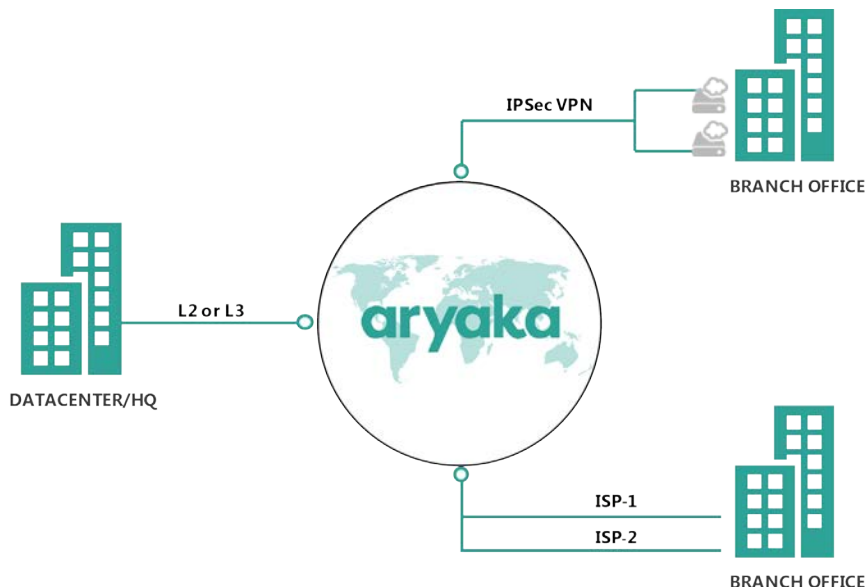 IPSec VPN
BRANCH OFFICE
L2 or L3
aryaka
DATACENTER/HQ
ISP-1
ISP-2
BRANCH OFFICE